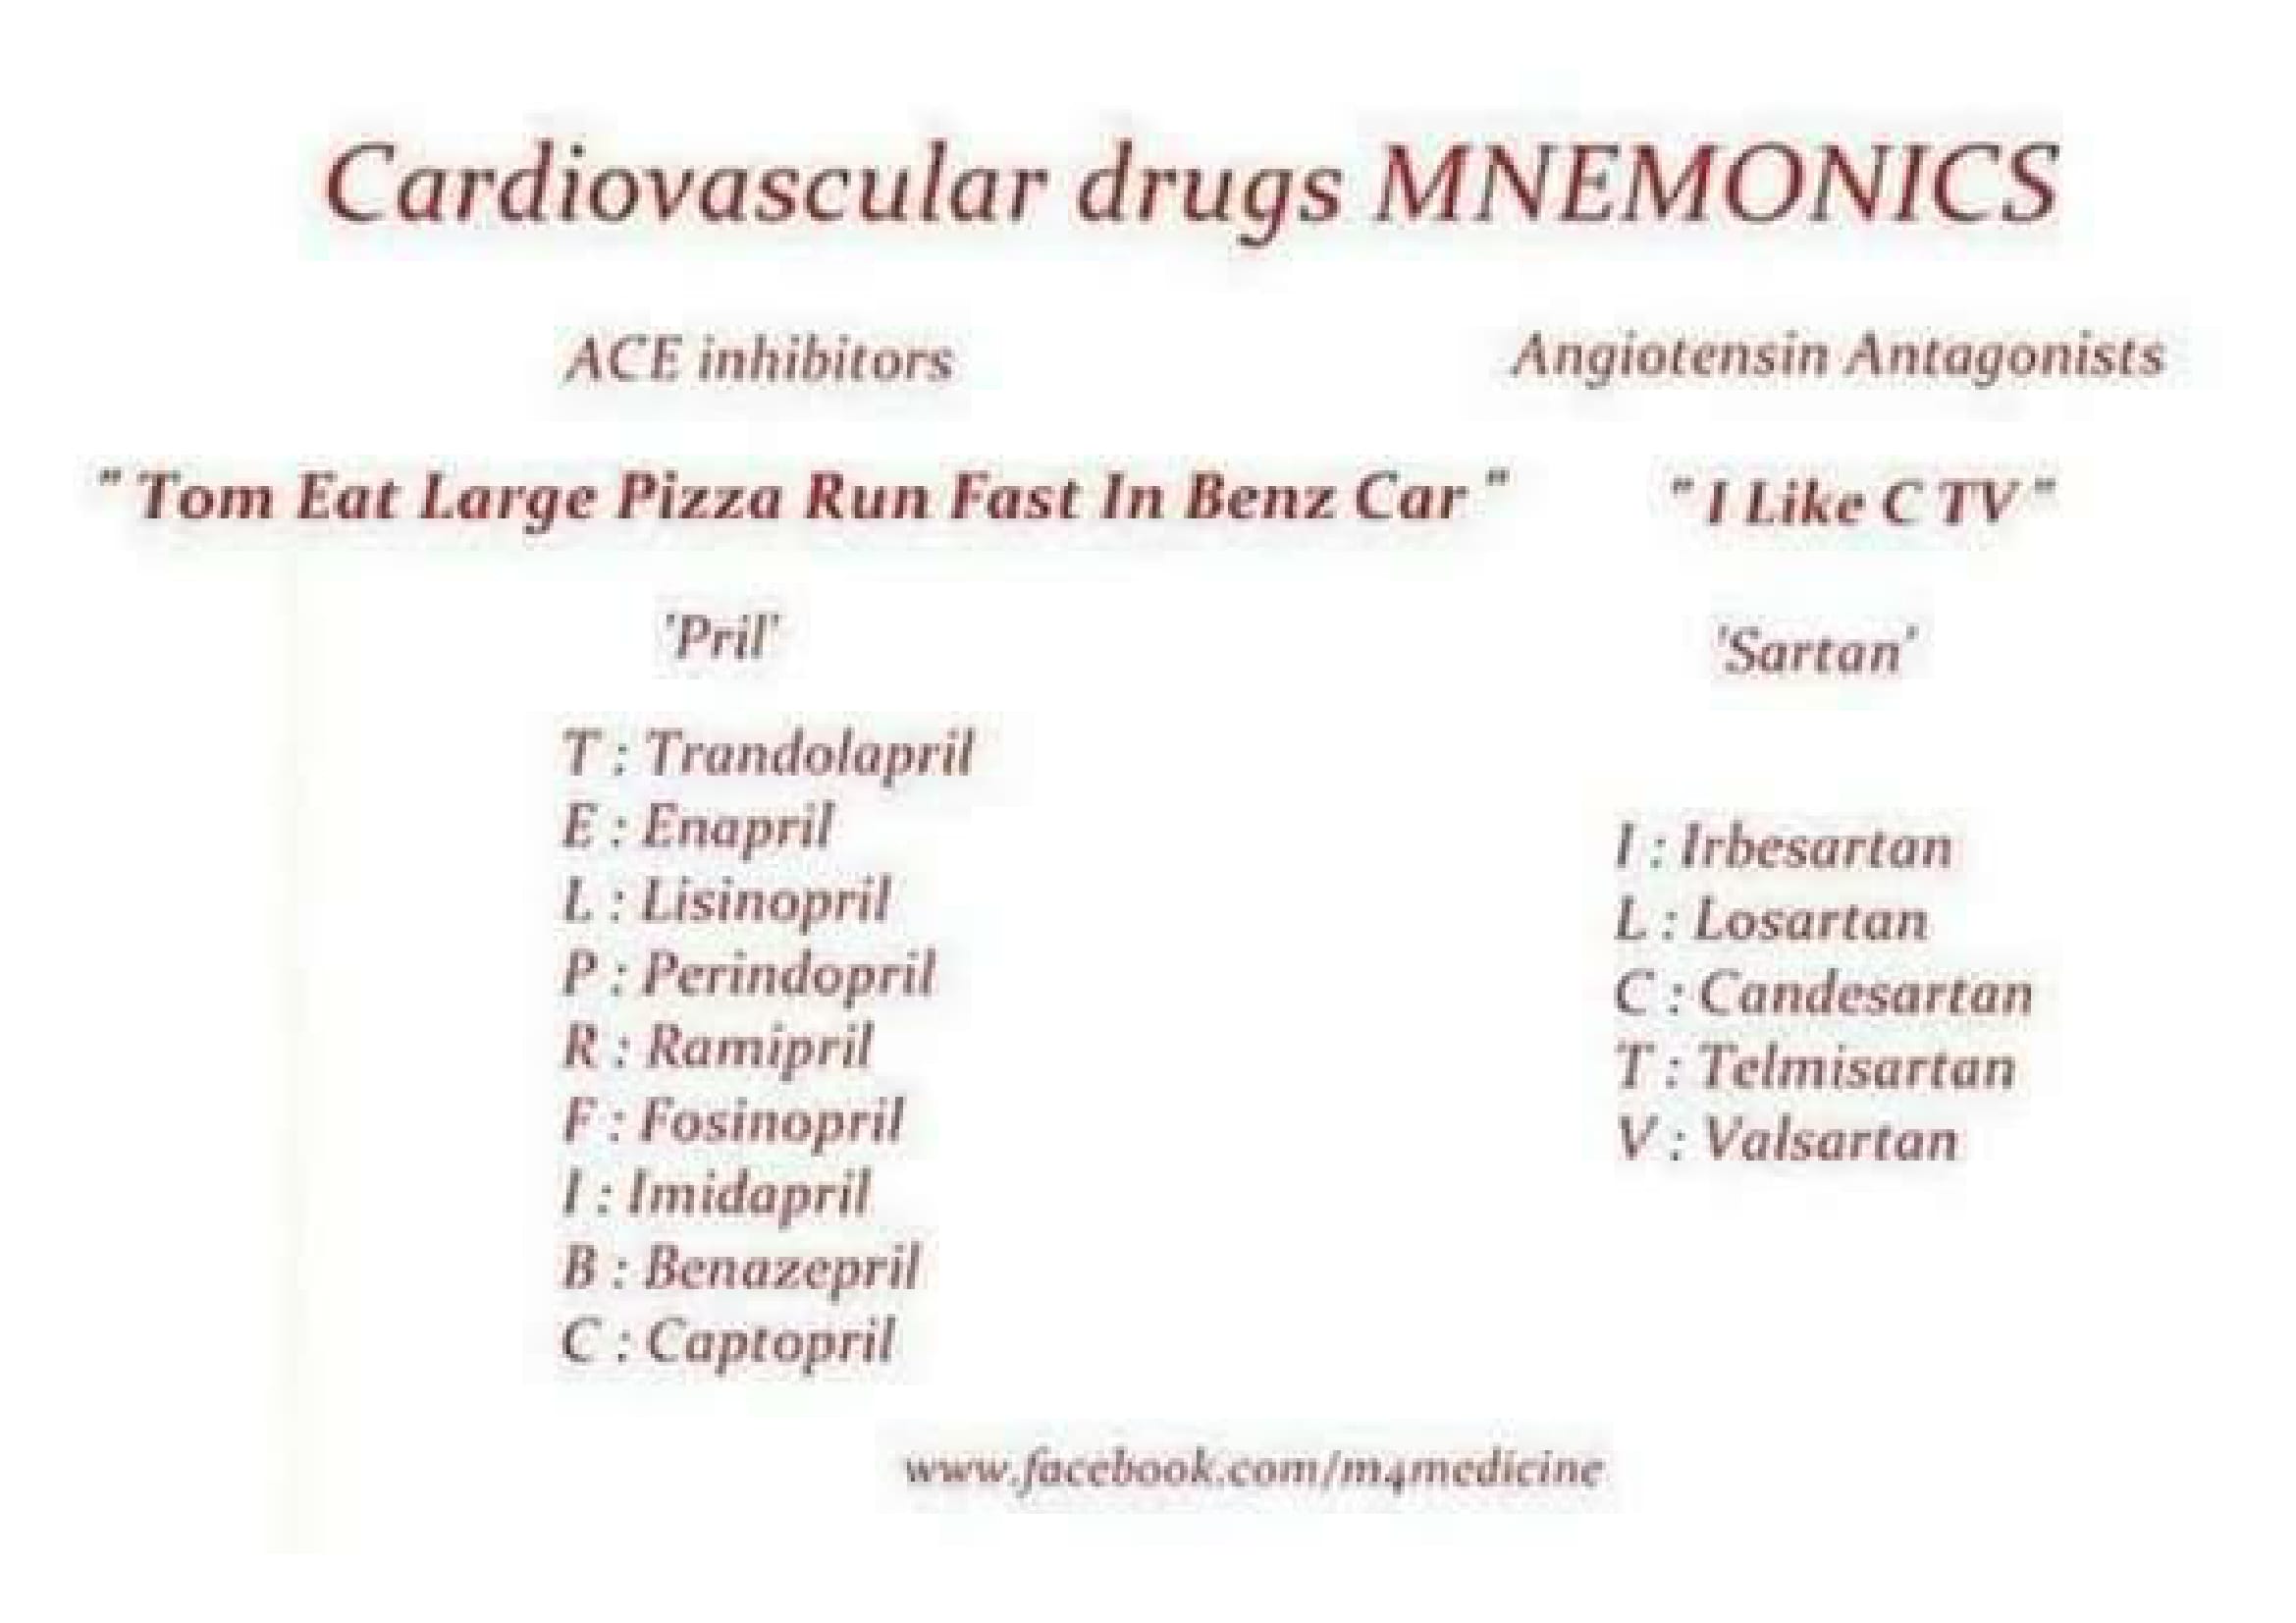 Cardiovascular drugs MNEMONICS
ACE inhibitors
" Tom Eat Large Pizza Run Fast In Benz Car "
'Pril'
T : Trandolapril
E : Enapril
L : Lisinopril
P : Perindopril
R : Ramipril
F : Fosinopril
I : Imidapril
B : Benazepril
C : Captopril
Angiotensin Antagonists
" I Like C TV "
'Sartan'
I : Irbesartan
L : Losartan
C : Candesartan
T : Telmisartan
V : Valsartan
www.facebook.com/m4medicine